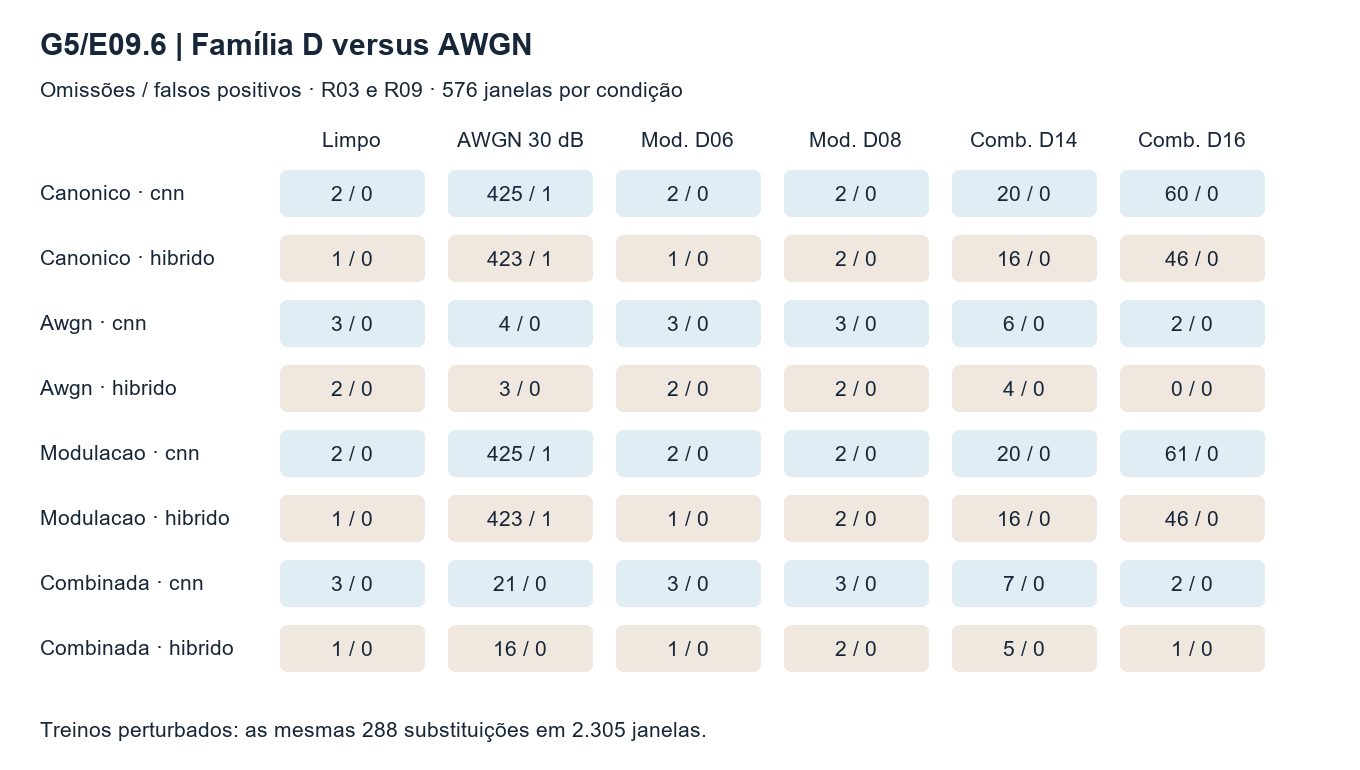 G5/E09.6 | Família D versus AWGN
Omissões / falsos positivos · R03 e R09 · 576 janelas por condição
Limpo AWGN 30 dB Mod. D06 Mod. D08 Comb. D14 Comb. D16
Canonico · cnn 2 / 0 425 / 1 2 / 0 2 / 0 20 / 0 60 / 0
Canonico · hibrido 1 / 0 423 / 1 1 / 0 2 / 0 16 / 0 46 / 0
Awgn · cnn 3 / 0 4 / 0 3 / 0 3 / 0 6 / 0 2 / 0
Awgn · hibrido 2 / 0 3 / 0 2 / 0 2 / 0 4 / 0 0 / 0
Modulacao · cnn 2 / 0 425 / 1 2 / 0 2 / 0 20 / 0 61 / 0
Modulacao · hibrido 1 / 0 423 / 1 1 / 0 2 / 0 16 / 0 46 / 0
Combinada · cnn 3 / 0 21 / 0 3 / 0 3 / 0 7 / 0 2 / 0
Combinada · hibrido 1 / 0 16 / 0 1 / 0 2 / 0 5 / 0 1 / 0
Treinos perturbados: as mesmas 288 substituições em 2.305 janelas.